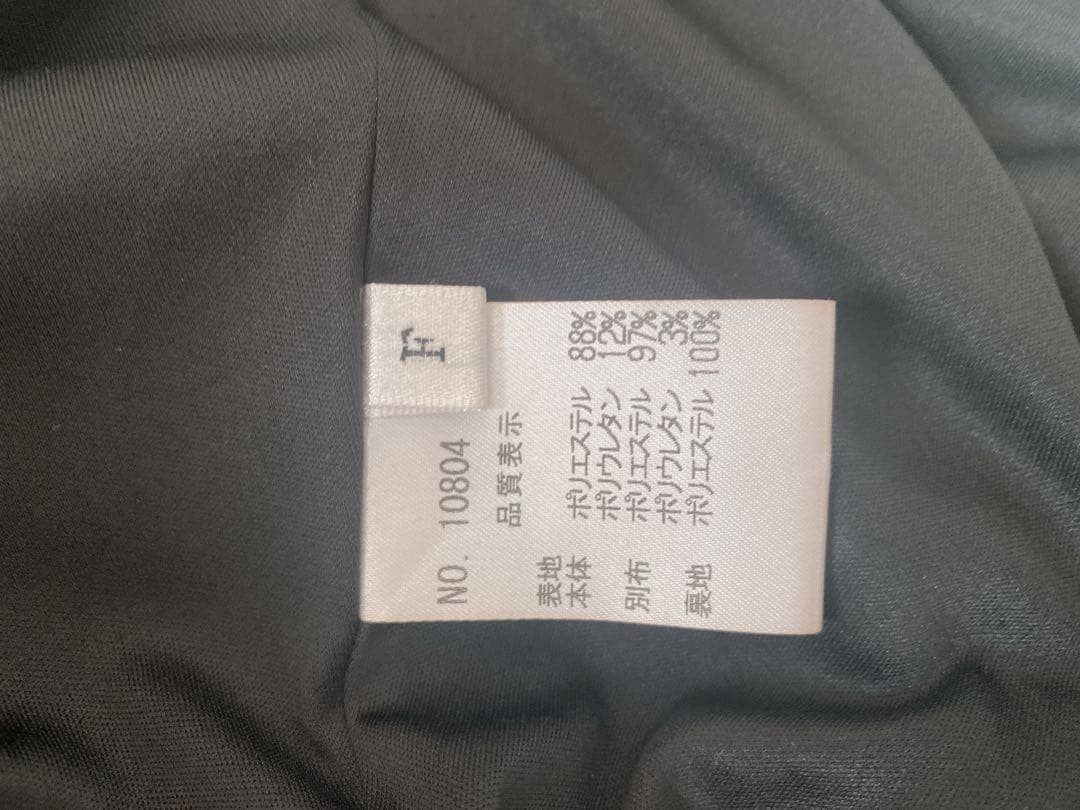 F
NO. 10804
品質表示
表地
本体 ポリエステル 88%
ポリウレタン 12%
別布 ポリエステル 97%
ポリウレタン 3%
裏地 ポリエステル 100%